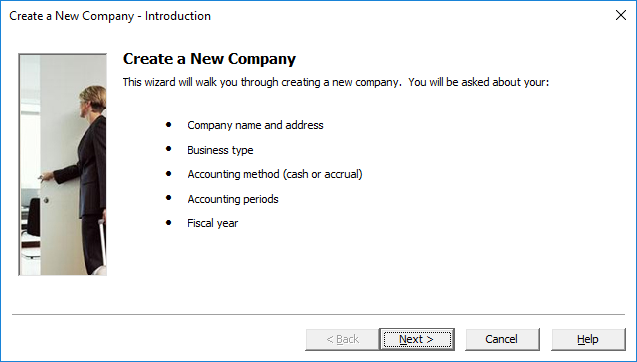 Create a New Company - Introduction
Create a New Company
This wizard will walk you through creating a new company.  You will be asked about your:
• Company name and address
• Business type
• Accounting method (cash or accrual)
• Accounting periods
• Fiscal year
< Back Next > Cancel Help